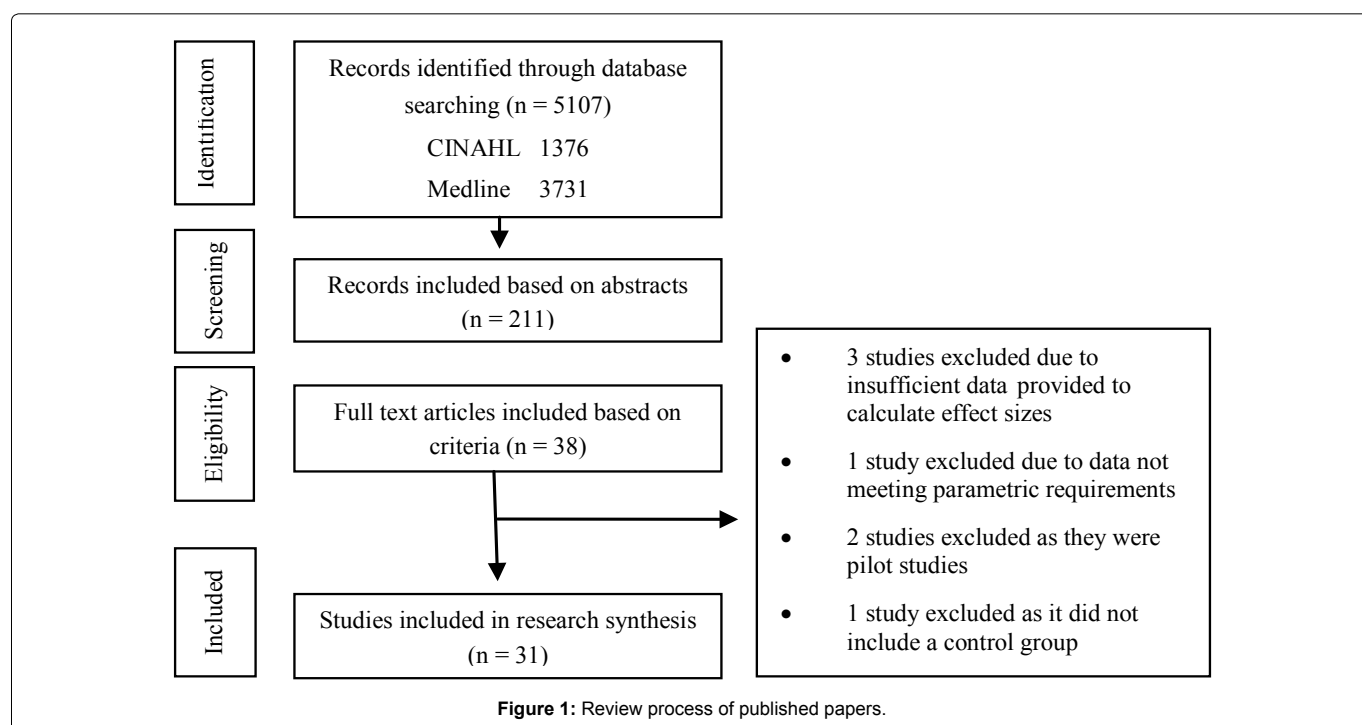 Identification
Records identified through database
searching (n = 5107)
CINAHL 1376
Medline 3731
Screening
Records included based on abstracts
(n = 211)
Eligibility
Full text articles included based on
criteria (n = 38)
• 3 studies excluded due to
insufficient data provided to
calculate effect sizes
• 1 study excluded due to data not
meeting parametric requirements
• 2 studies excluded as they were
pilot studies
• 1 study excluded as it did not
include a control group
Included
Studies included in research synthesis
(n = 31)
Figure 1: Review process of published papers.